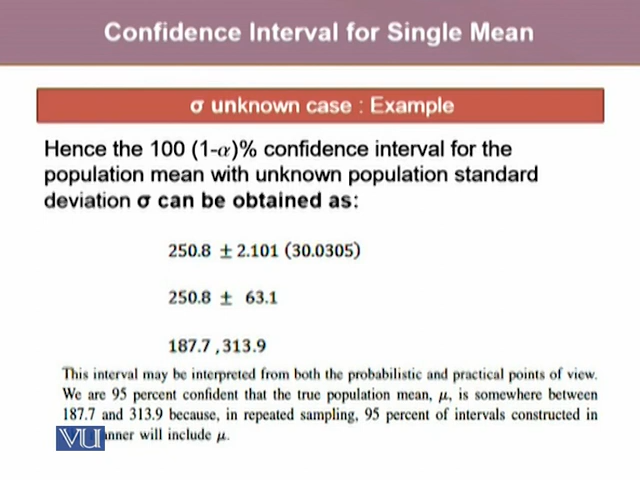 Confidence Interval for Single Mean
σ unknown case : Example
Hence the 100 (1-α)% confidence interval for the
population mean with unknown population standard
deviation σ can be obtained as:
250.8 ± 2.101 (30.0305)
250.8 ± 63.1
187.7 ,313.9
This interval may be interpreted from both the probabilistic and practical points of view.
We are 95 percent confident that the true population mean, μ, is somewhere between
187.7 and 313.9 because, in repeated sampling, 95 percent of intervals constructed in
VU nner will include μ.